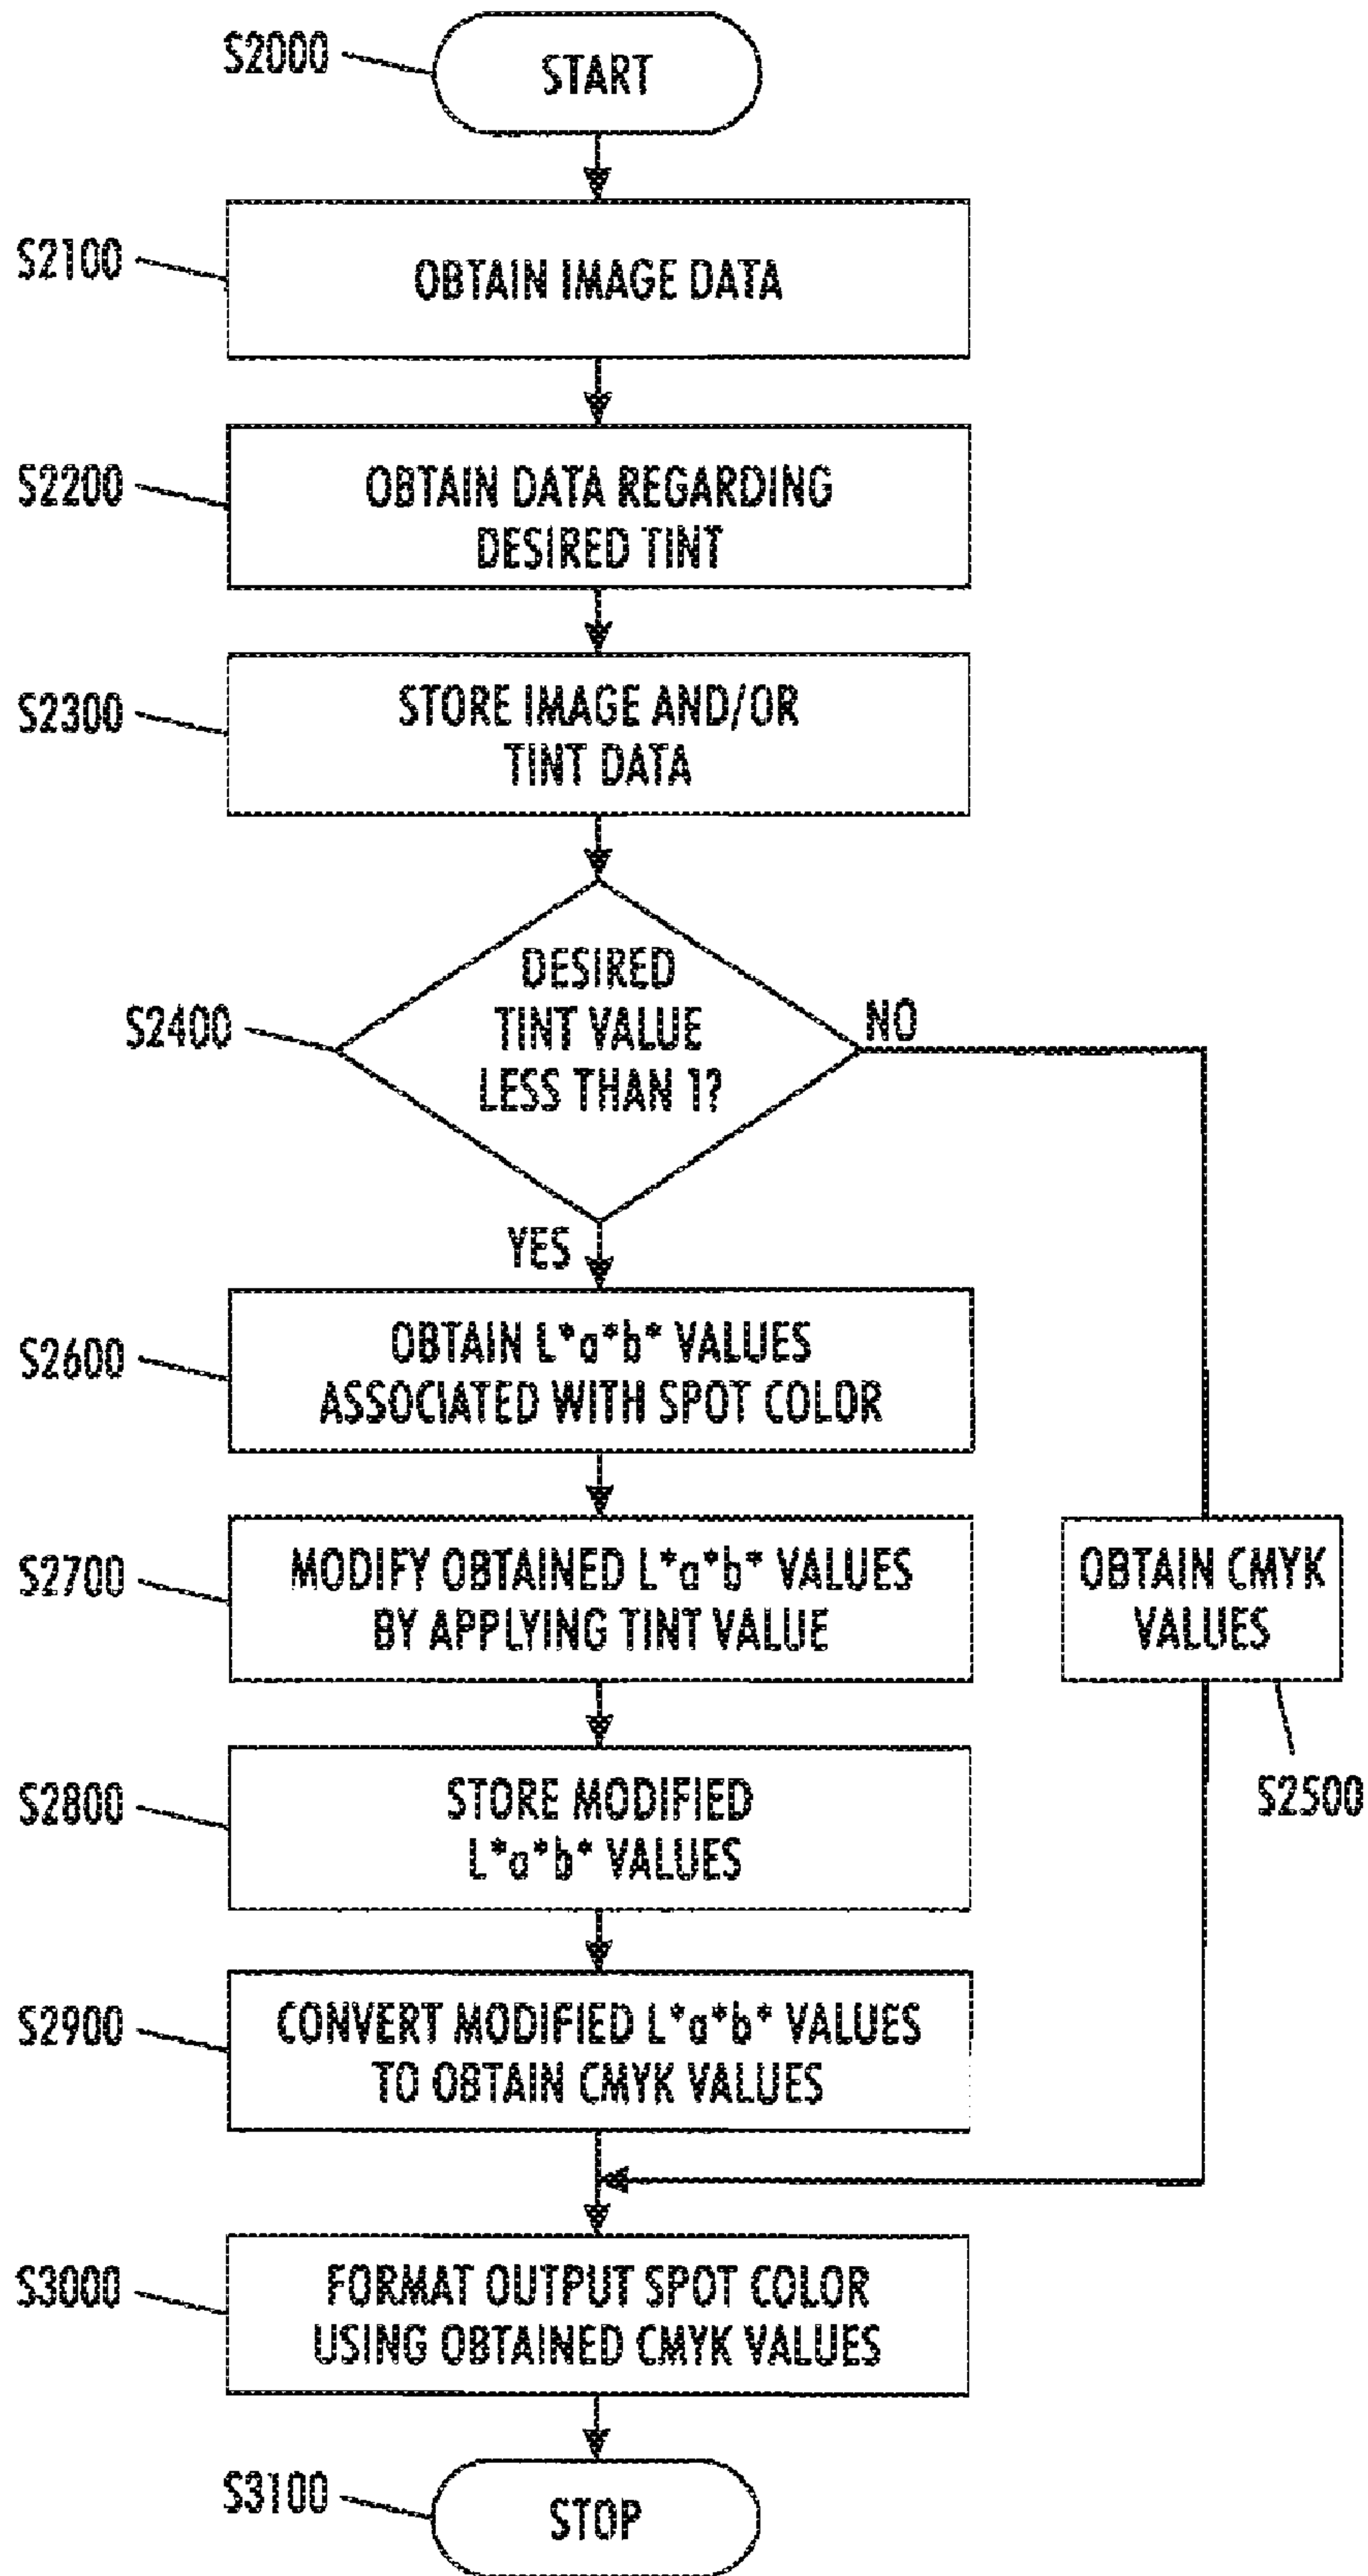 S2000
START
S2100
OBTAIN IMAGE DATA
S2200
OBTAIN DATA REGARDING
DESIRED TINT
S2300
STORE IMAGE AND/OR
TINT DATA
S2400
DESIRED
TINT VALUE
LESS THAN 1?
NO
YES
S2600
OBTAIN L*a*b* VALUES
ASSOCIATED WITH SPOT COLOR
S2700
MODIFY OBTAINED L*a*b* VALUES
BY APPLYING TINT VALUE
OBTAIN CMYK
VALUES
S2500
S2800
STORE MODIFIED
L*a*b* VALUES
S2900
CONVERT MODIFIED L*a*b* VALUES
TO OBTAIN CMYK VALUES
S3000
FORMAT OUTPUT SPOT COLOR
USING OBTAINED CMYK VALUES
S3100
STOP